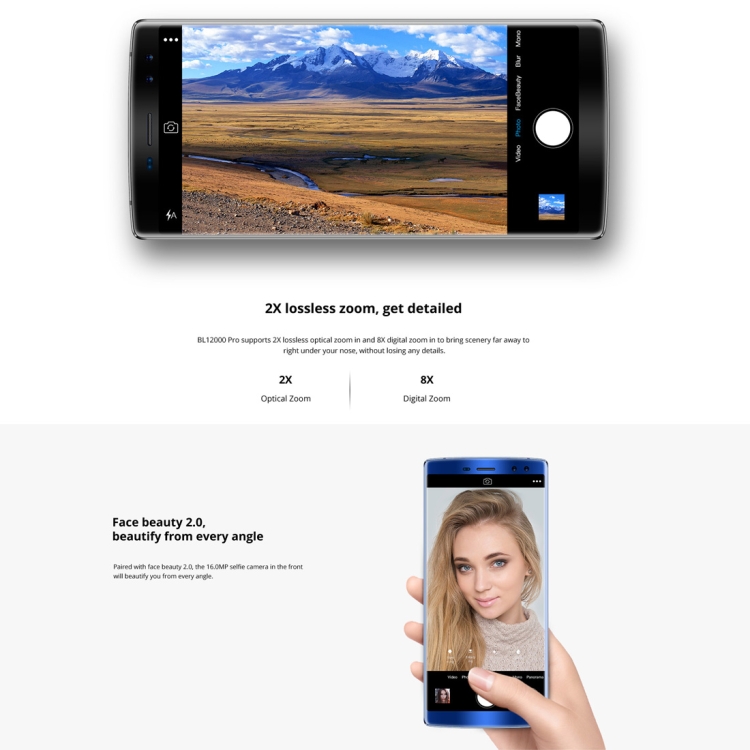 Mono
Blur
FaceBeauty
Photo
Video
A
2X lossless zoom, get detailed
BL12000 Pro supports 2X lossless optical zoom in and 8X digital zoom in to bring scenery far away to
right under your nose, without losing any details.
2X
8X
Optical Zoom
Digital Zoom
Face beauty 2.0,
beautify from every angle
Paired with face beauty 2.0, the 16.0MP selfie camera in the front
will beautify you from every angle.
Video
Panorama